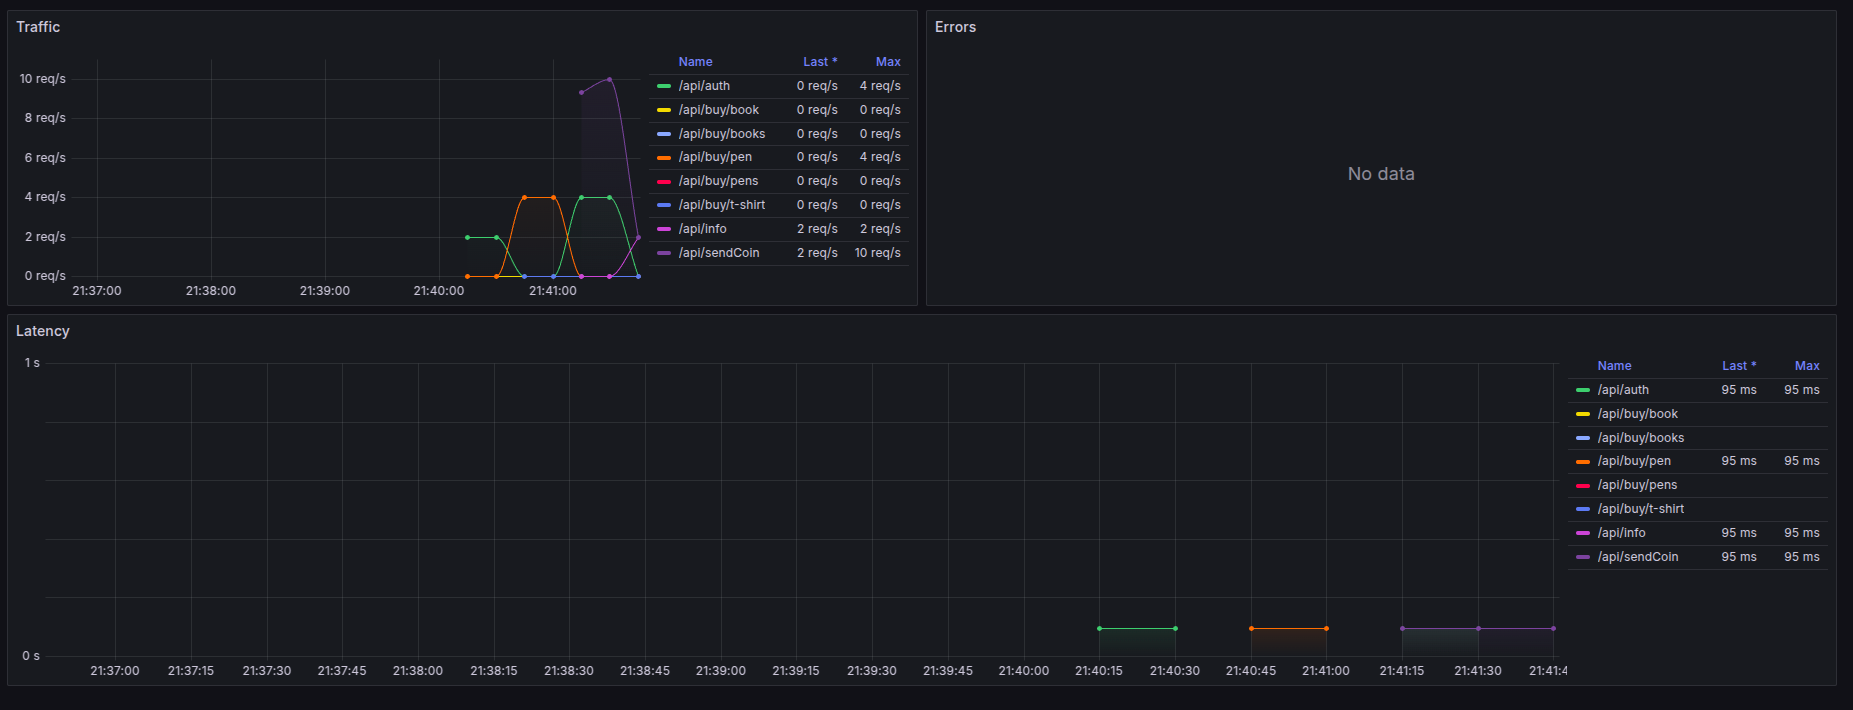 Traffic
Name Last * Max
10 req/s
/api/auth 0 req/s 4 req/s
/api/buy/book 0 req/s 0 req/s
8 req/s
/api/buy/books 0 req/s 0 req/s
6 req/s
/api/buy/pen 0 req/s 4 req/s
/api/buy/pens 0 req/s 0 req/s
4 req/s
/api/buy/t-shirt 0 req/s 0 req/s
2 req/s
/api/info 2 req/s 2 req/s
/api/sendCoin 2 req/s 10 req/s
0 req/s
21:37:00 21:38:00 21:39:00 21:40:00 21:41:00
Errors
No data
Latency
1 s
0 s
21:37:00 21:37:15 21:37:30 21:37:45 21:38:00 21:38:15 21:38:30 21:38:45 21:39:00 21:39:15 21:39:30 21:39:45 21:40:00 21:40:15 21:40:30 21:40:45 21:41:00 21:41:15 21:41:30 21:41:4
Name Last * Max
/api/auth 95 ms 95 ms
/api/buy/book
/api/buy/books
/api/buy/pen 95 ms 95 ms
/api/buy/pens
/api/buy/t-shirt
/api/info 95 ms 95 ms
/api/sendCoin 95 ms 95 ms